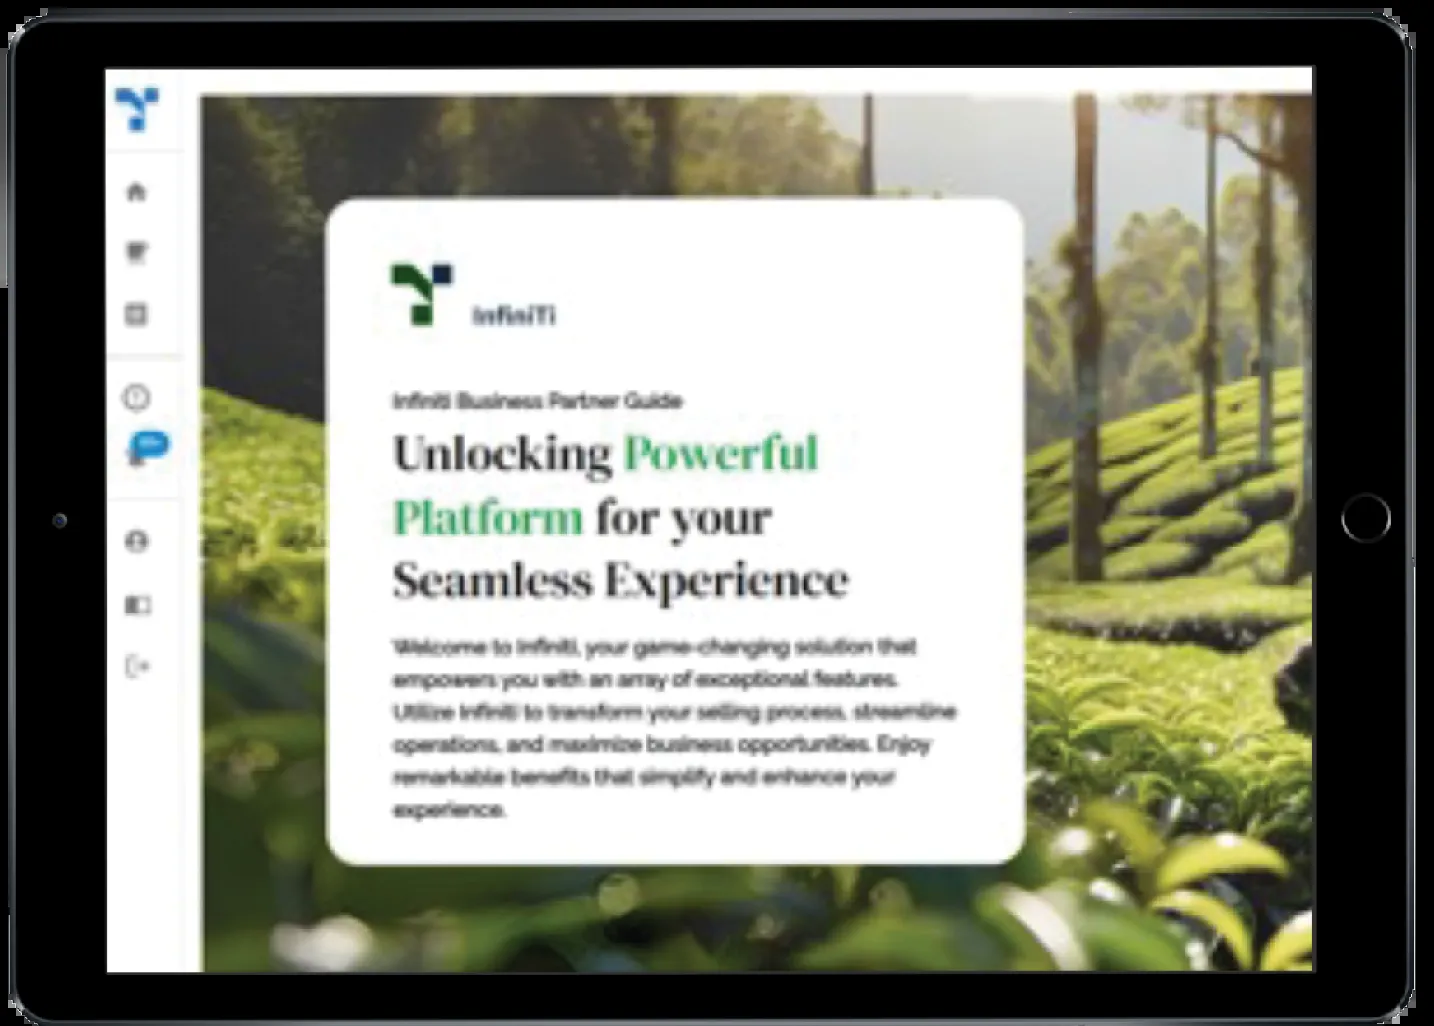 InfiniTi
Infiniti Business Partner Guide
Unlocking Powerful
Platform for your
Seamless Experience
Welcome to Infiniti, your game-changing solution that
empowers you with an array of exceptional features.
Utilize Infiniti to transform your selling process, streamline
operations, and maximize business opportunities. Enjoy
remarkable benefits that simplify and enhance your
experience.